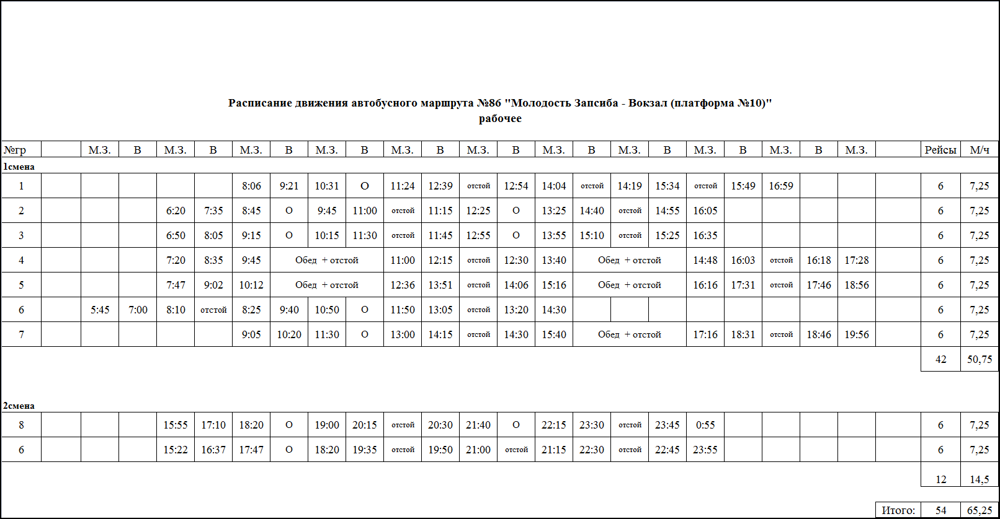 Расписание движения автобусного маршрута №86 "Молодость Запсиба - Вокзал (платформа №10)"
рабочее
№гр М.З. В М.З. В М.З. В М.З. В М.З. В М.З. В М.З. В М.З. В М.З. В М.З. В М.З. Рейсы М/ч
1смена
1 8:06 9:21 10:31 О 11:24 12:39 отстой 12:54 14:04 отстой 14:19 15:34 отстой 15:49 16:59 6 7,25
2 6:20 7:35 8:45 О 9:45 11:00 отстой 11:15 12:25 О 13:25 14:40 отстой 14:55 16:05 6 7,25
3 6:50 8:05 9:15 О 10:15 11:30 отстой 11:45 12:55 О 13:55 15:10 отстой 15:25 16:35 6 7,25
4 7:20 8:35 9:45 Обед + отстой 11:00 12:15 отстой 12:30 13:40 Обед + отстой 14:48 16:03 отстой 16:18 17:28 6 7,25
5 7:47 9:02 10:12 Обед + отстой 12:36 13:51 отстой 14:06 15:16 Обед + отстой 16:16 17:31 отстой 17:46 18:56 6 7,25
6 5:45 7:00 8:10 отстой 8:25 9:40 10:50 О 11:50 13:05 отстой 13:20 14:30 6 7,25
7 9:05 10:20 11:30 О 13:00 14:15 отстой 14:30 15:40 Обед + отстой 17:16 18:31 отстой 18:46 19:56 6 7,25
42 50,75
2смена
8 15:55 17:10 18:20 О 19:00 20:15 отстой 20:30 21:40 О 22:15 23:30 отстой 23:45 0:55 6 7,25
6 15:22 16:37 17:47 О 18:20 19:35 отстой 19:50 21:00 отстой 21:15 22:30 отстой 22:45 23:55 6 7,25
12 14,5
Итого: 54 65,25